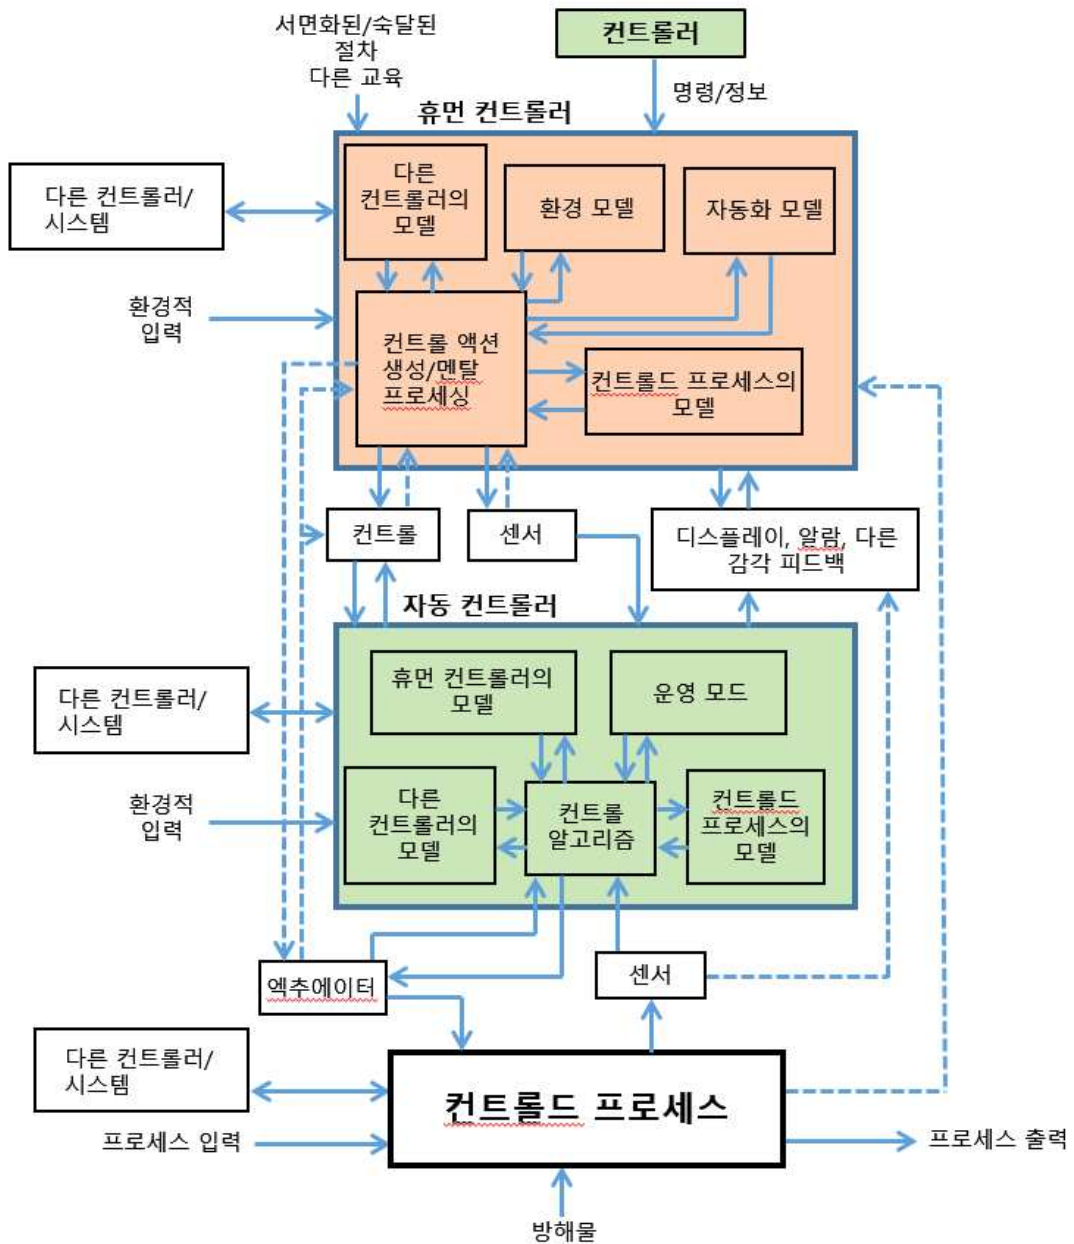 서면화된/숙달된
절차
다른 교육
컨트롤러
명령/정보
휴먼 컨트롤러
다른 컨트롤러/
시스템
다른
컨트롤러의
모델
환경 모델
자동화 모델
환경적
입력
컨트롤 액션
생성/멘탈
프로세싱
컨트롤드 프로세스의
모델
컨트롤
센서
디스플레이, 알람, 다른
감각 피드백
자동 컨트롤러
다른 컨트롤러/
시스템
휴먼 컨트롤러의
모델
운영 모드
환경적
입력
다른
컨트롤러의
모델
컨트롤
알고리즘
컨트롤드
프로세스의
모델
엑추에이터
센서
다른 컨트롤러/
시스템
컨트롤드 프로세스
프로세스 입력
프로세스 출력
방해물